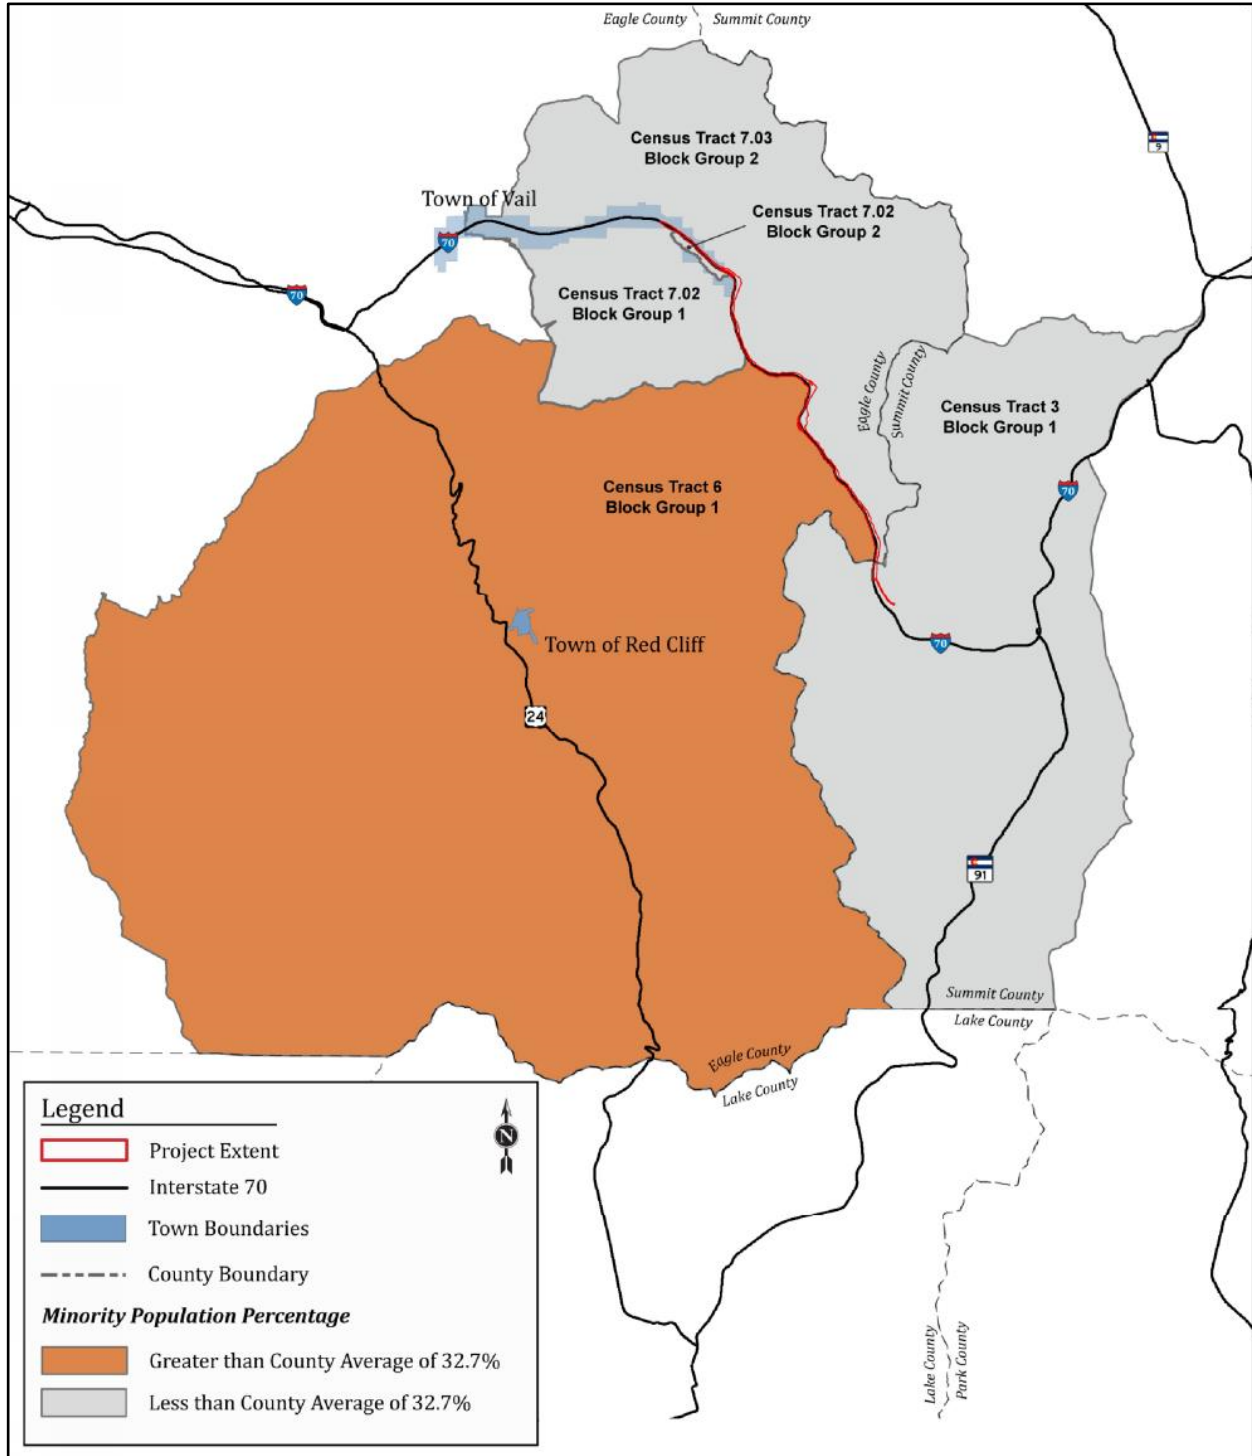 Eagle County
Summit County
9
Census Tract 7.03
Block Group 2
Town of Vail
Census Tract 7.02
Block Group 2
70
70
Census Tract 7.02
Block Group 1
Eagle County
Summit County
Census Tract 3
Block Group 1
Census Tract 6
Block Group 1
70
Town of Red Cliff
70
24
91
Summit County
Lake County
Eagle County
Lake County
Legend
N
Project Extent
Interstate 70
Town Boundaries
County Boundary
Minority Population Percentage
Greater than County Average of 32.7%
Less than County Average of 32.7%
Lake County
Park County